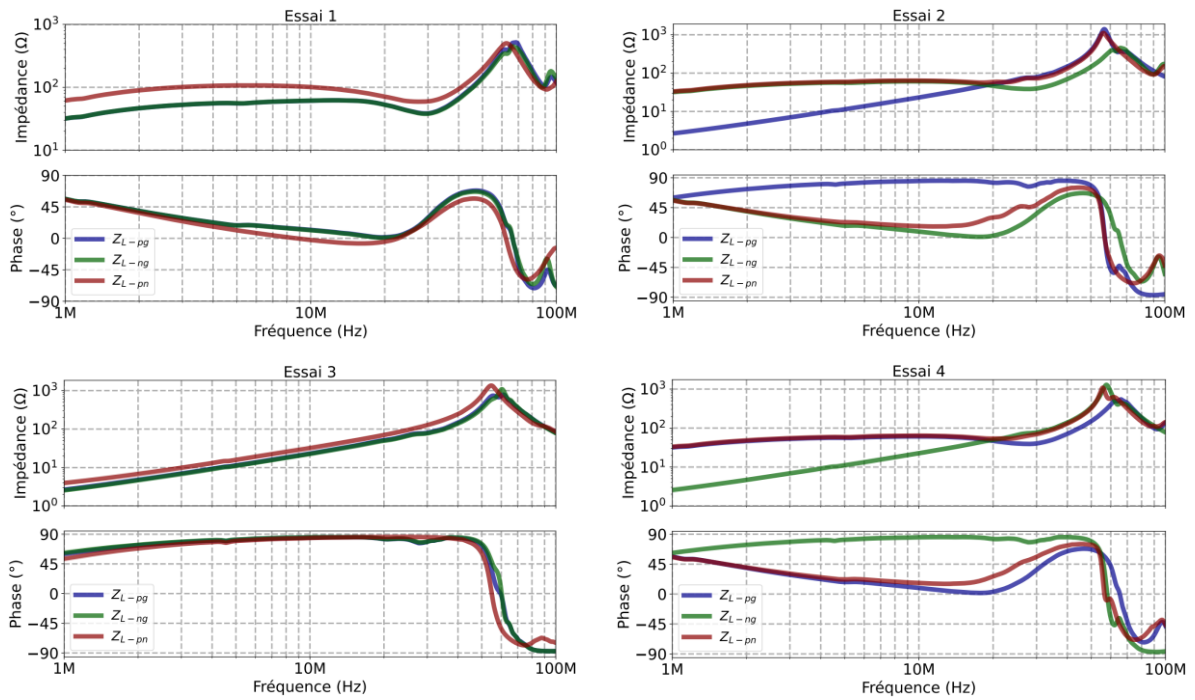 Essai 1
Impédance (Ω)
10³
10²
10¹
Phase (°)
90
45
0
−45
−90
Z_{L−pg}
Z_{L−ng}
Z_{L−pn}
1M
10M
100M
Fréquence (Hz)
Essai 2
Impédance (Ω)
10³
10²
10¹
10⁰
Phase (°)
90
45
0
−45
−90
Z_{L−pg}
Z_{L−ng}
Z_{L−pn}
1M
10M
100M
Fréquence (Hz)
Essai 3
Impédance (Ω)
10³
10²
10¹
10⁰
Phase (°)
90
45
0
−45
−90
Z_{L−pg}
Z_{L−ng}
Z_{L−pn}
1M
10M
100M
Fréquence (Hz)
Essai 4
Impédance (Ω)
10³
10²
10¹
10⁰
Phase (°)
90
45
0
−45
−90
Z_{L−pg}
Z_{L−ng}
Z_{L−pn}
1M
10M
100M
Fréquence (Hz)